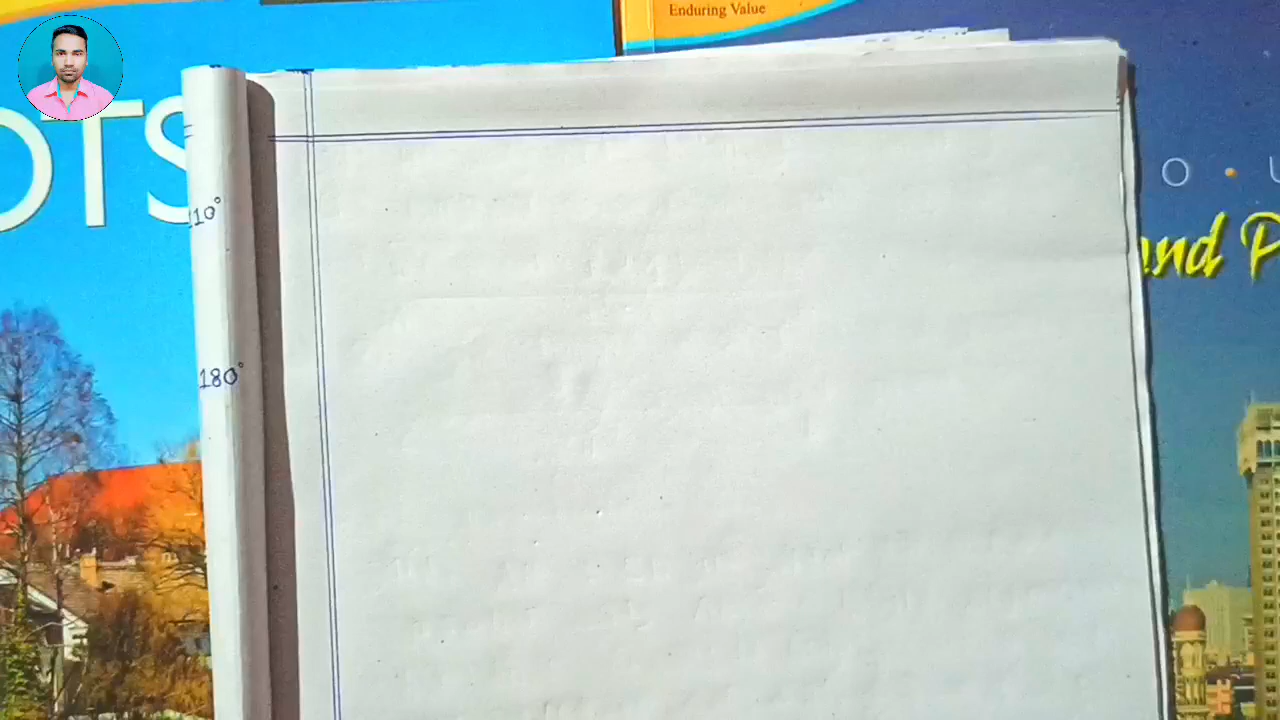 Enduring Value
OTS
O • U
and P
110°
180°